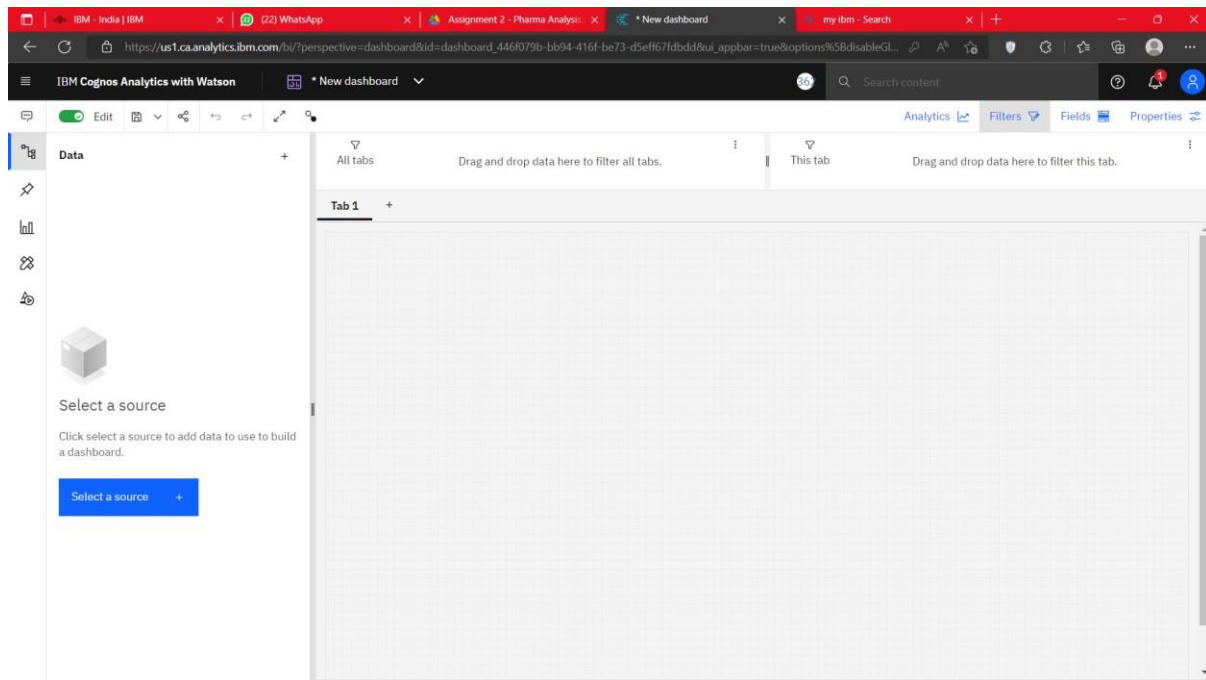 IBM - India | IBM
(22) WhatsApp
Assignment 2 - Pharma Analysis
* New dashboard
my ibm - Search
https://us1.ca.analytics.ibm.com/bi/?perspective=dashboard&id=dashboard_446f079b-bb94-416f-be73-d5eff67fdbdd&ui_appbar=true&options%5BdisableGl...
IBM Cognos Analytics with Watson
* New dashboard
Search content
1
Edit
Analytics
Filters
Fields
Properties
Data
All tabs
Drag and drop data here to filter all tabs.
This tab
Drag and drop data here to filter this tab.
Tab 1
Select a source
Click select a source to add data to use to build
a dashboard.
Select a source +